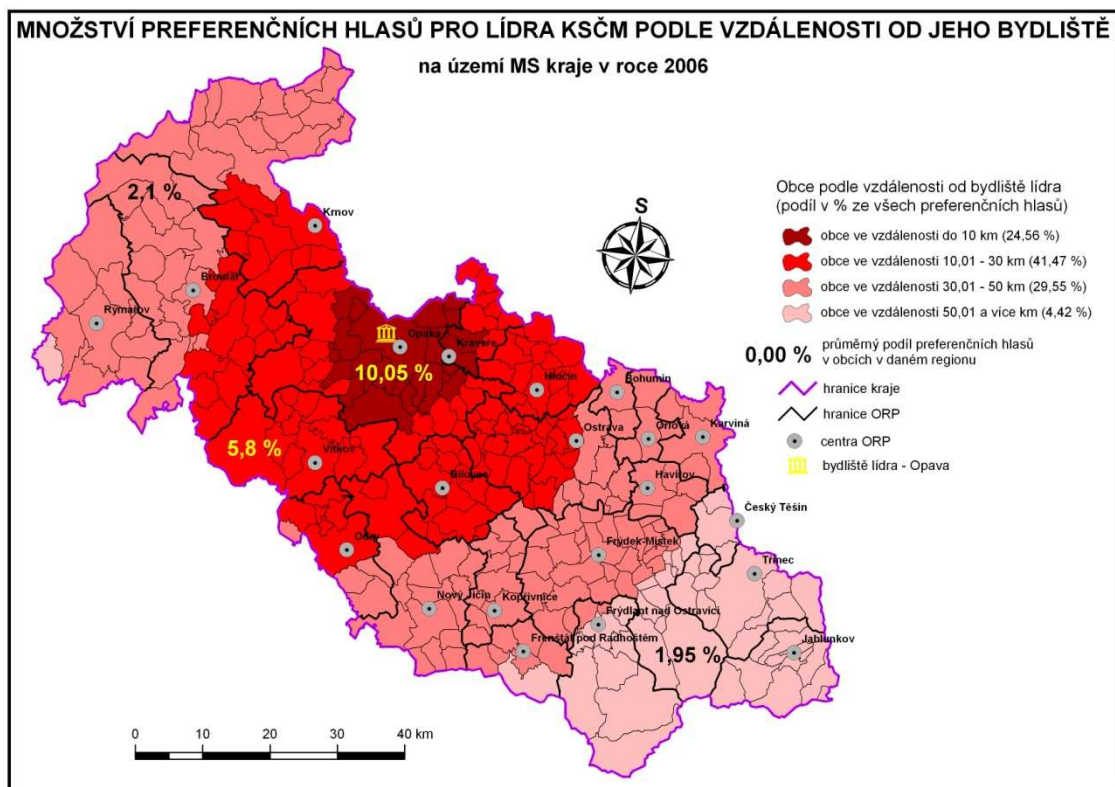 MNOŽSTVÍ PREFERENČNÍCH HLASŮ PRO LÍDRA KSČM PODLE VZDÁLENOSTI OD JEHO BYDLIŠTĚ
na území MS kraje v roce 2006
2,1 %
Krnov
S
Bruntál
Rýmařov
Opava
Kravaře
10,05 %
Hlučín
Bohumín
Ostrava
Orlová
Karviná
5,8 %
Vítkov
Bílovec
Havířov
Český Těšín
Odry
Frýdek-Místek
Třinec
Nový Jičín
Kopřivnice
Frýdlant nad Ostravicí
Frenštát pod Radhoštěm
1,95 %
Jablunkov
Obce podle vzdálenosti od bydliště lídra
(podíl v % ze všech preferenčních hlasů)
obce ve vzdálenosti do 10 km (24,56 %)
obce ve vzdálenosti 10,01 - 30 km (41,47 %)
obce ve vzdálenosti 30,01 - 50 km (29,55 %)
obce ve vzdálenosti 50,01 a více km (4,42 %)
0,00 % průměrný podíl preferenčních hlasů
v obcích v daném regionu
hranice kraje
hranice ORP
centra ORP
bydliště lídra - Opava
0 10 20 30 40 km